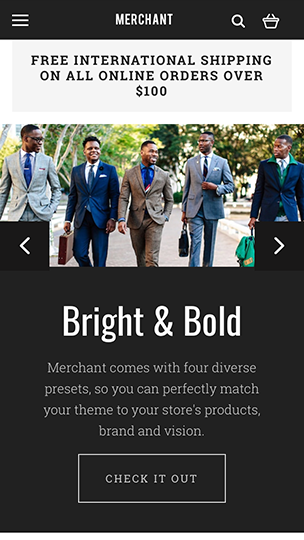 MERCHANT
FREE INTERNATIONAL SHIPPING
ON ALL ONLINE ORDERS OVER
$100
Bright & Bold
Merchant comes with four diverse
presets, so you can perfectly match
your theme to your store's products,
brand and vision.
CHECK IT OUT